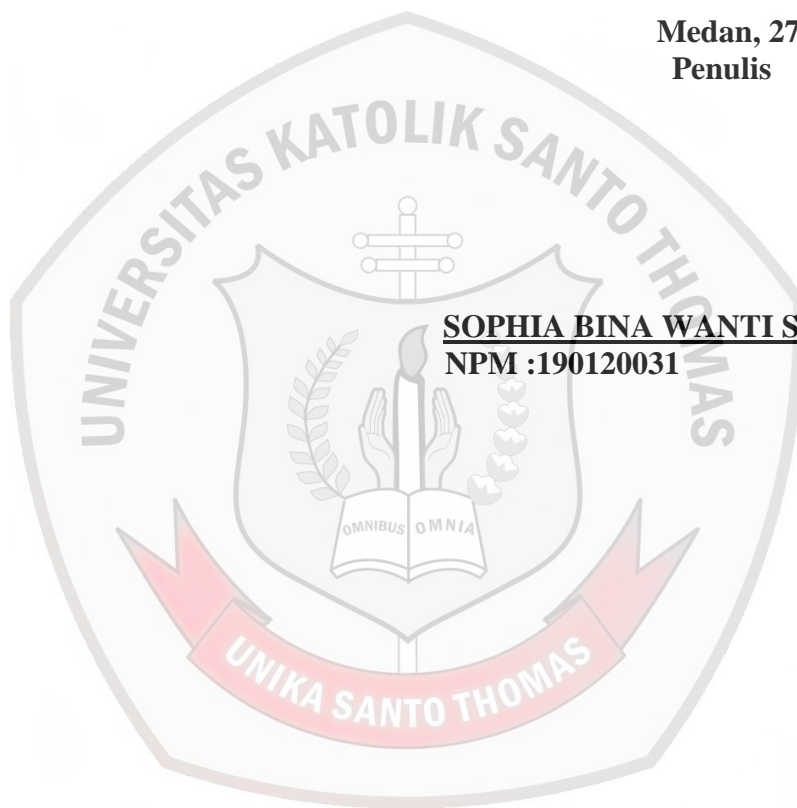 Medan, 27
Penulis
UNIVERSITAS KATOLIK SANTO THOMAS
SOPHIA BINA WANTI S
NPM :190120031
OMNIBUS OMNIA
UNIKA SANTO THOMAS